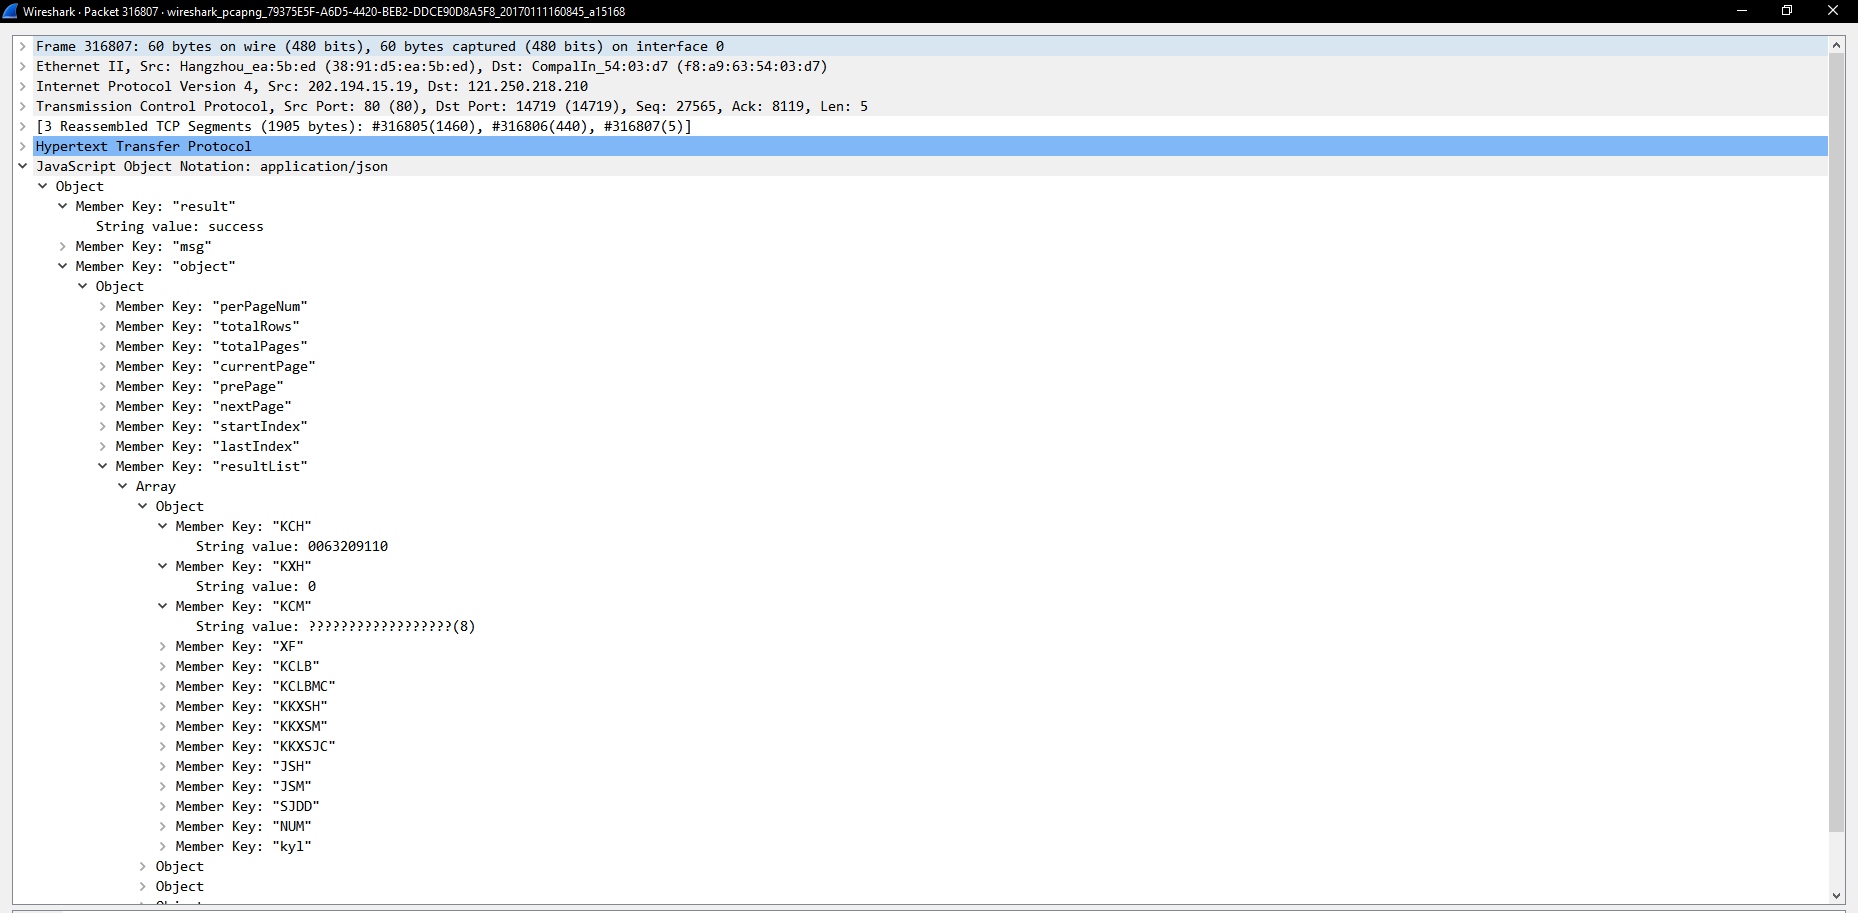 Wireshark · Packet 316807 · wireshark_pcapng_79375E5F-A6D5-4420-BEB2-DDCE90D8A5F8_20170111160845_a15168
Frame 316807: 60 bytes on wire (480 bits), 60 bytes captured (480 bits) on interface 0
Ethernet II, Src: Hangzhou_ea:5b:ed (38:91:d5:ea:5b:ed), Dst: CompalIn_54:03:d7 (f8:a9:63:54:03:d7)
Internet Protocol Version 4, Src: 202.194.15.19, Dst: 121.250.218.210
Transmission Control Protocol, Src Port: 80 (80), Dst Port: 14719 (14719), Seq: 27565, Ack: 8119, Len: 5
[3 Reassembled TCP Segments (1905 bytes): #316805(1460), #316806(440), #316807(5)]
Hypertext Transfer Protocol
JavaScript Object Notation: application/json
Object
Member Key: "result"
String value: success
Member Key: "msg"
Member Key: "object"
Object
Member Key: "perPageNum"
Member Key: "totalRows"
Member Key: "totalPages"
Member Key: "currentPage"
Member Key: "prePage"
Member Key: "nextPage"
Member Key: "startIndex"
Member Key: "lastIndex"
Member Key: "resultList"
Array
Object
Member Key: "KCH"
String value: 0063209110
Member Key: "KXH"
String value: 0
Member Key: "KCM"
String value: ??????????????????(8)
Member Key: "XF"
Member Key: "KCLB"
Member Key: "KCLBMC"
Member Key: "KKXSH"
Member Key: "KKXSM"
Member Key: "KKXSJC"
Member Key: "JSH"
Member Key: "JSM"
Member Key: "SJDD"
Member Key: "NUM"
Member Key: "kyl"
Object
Object